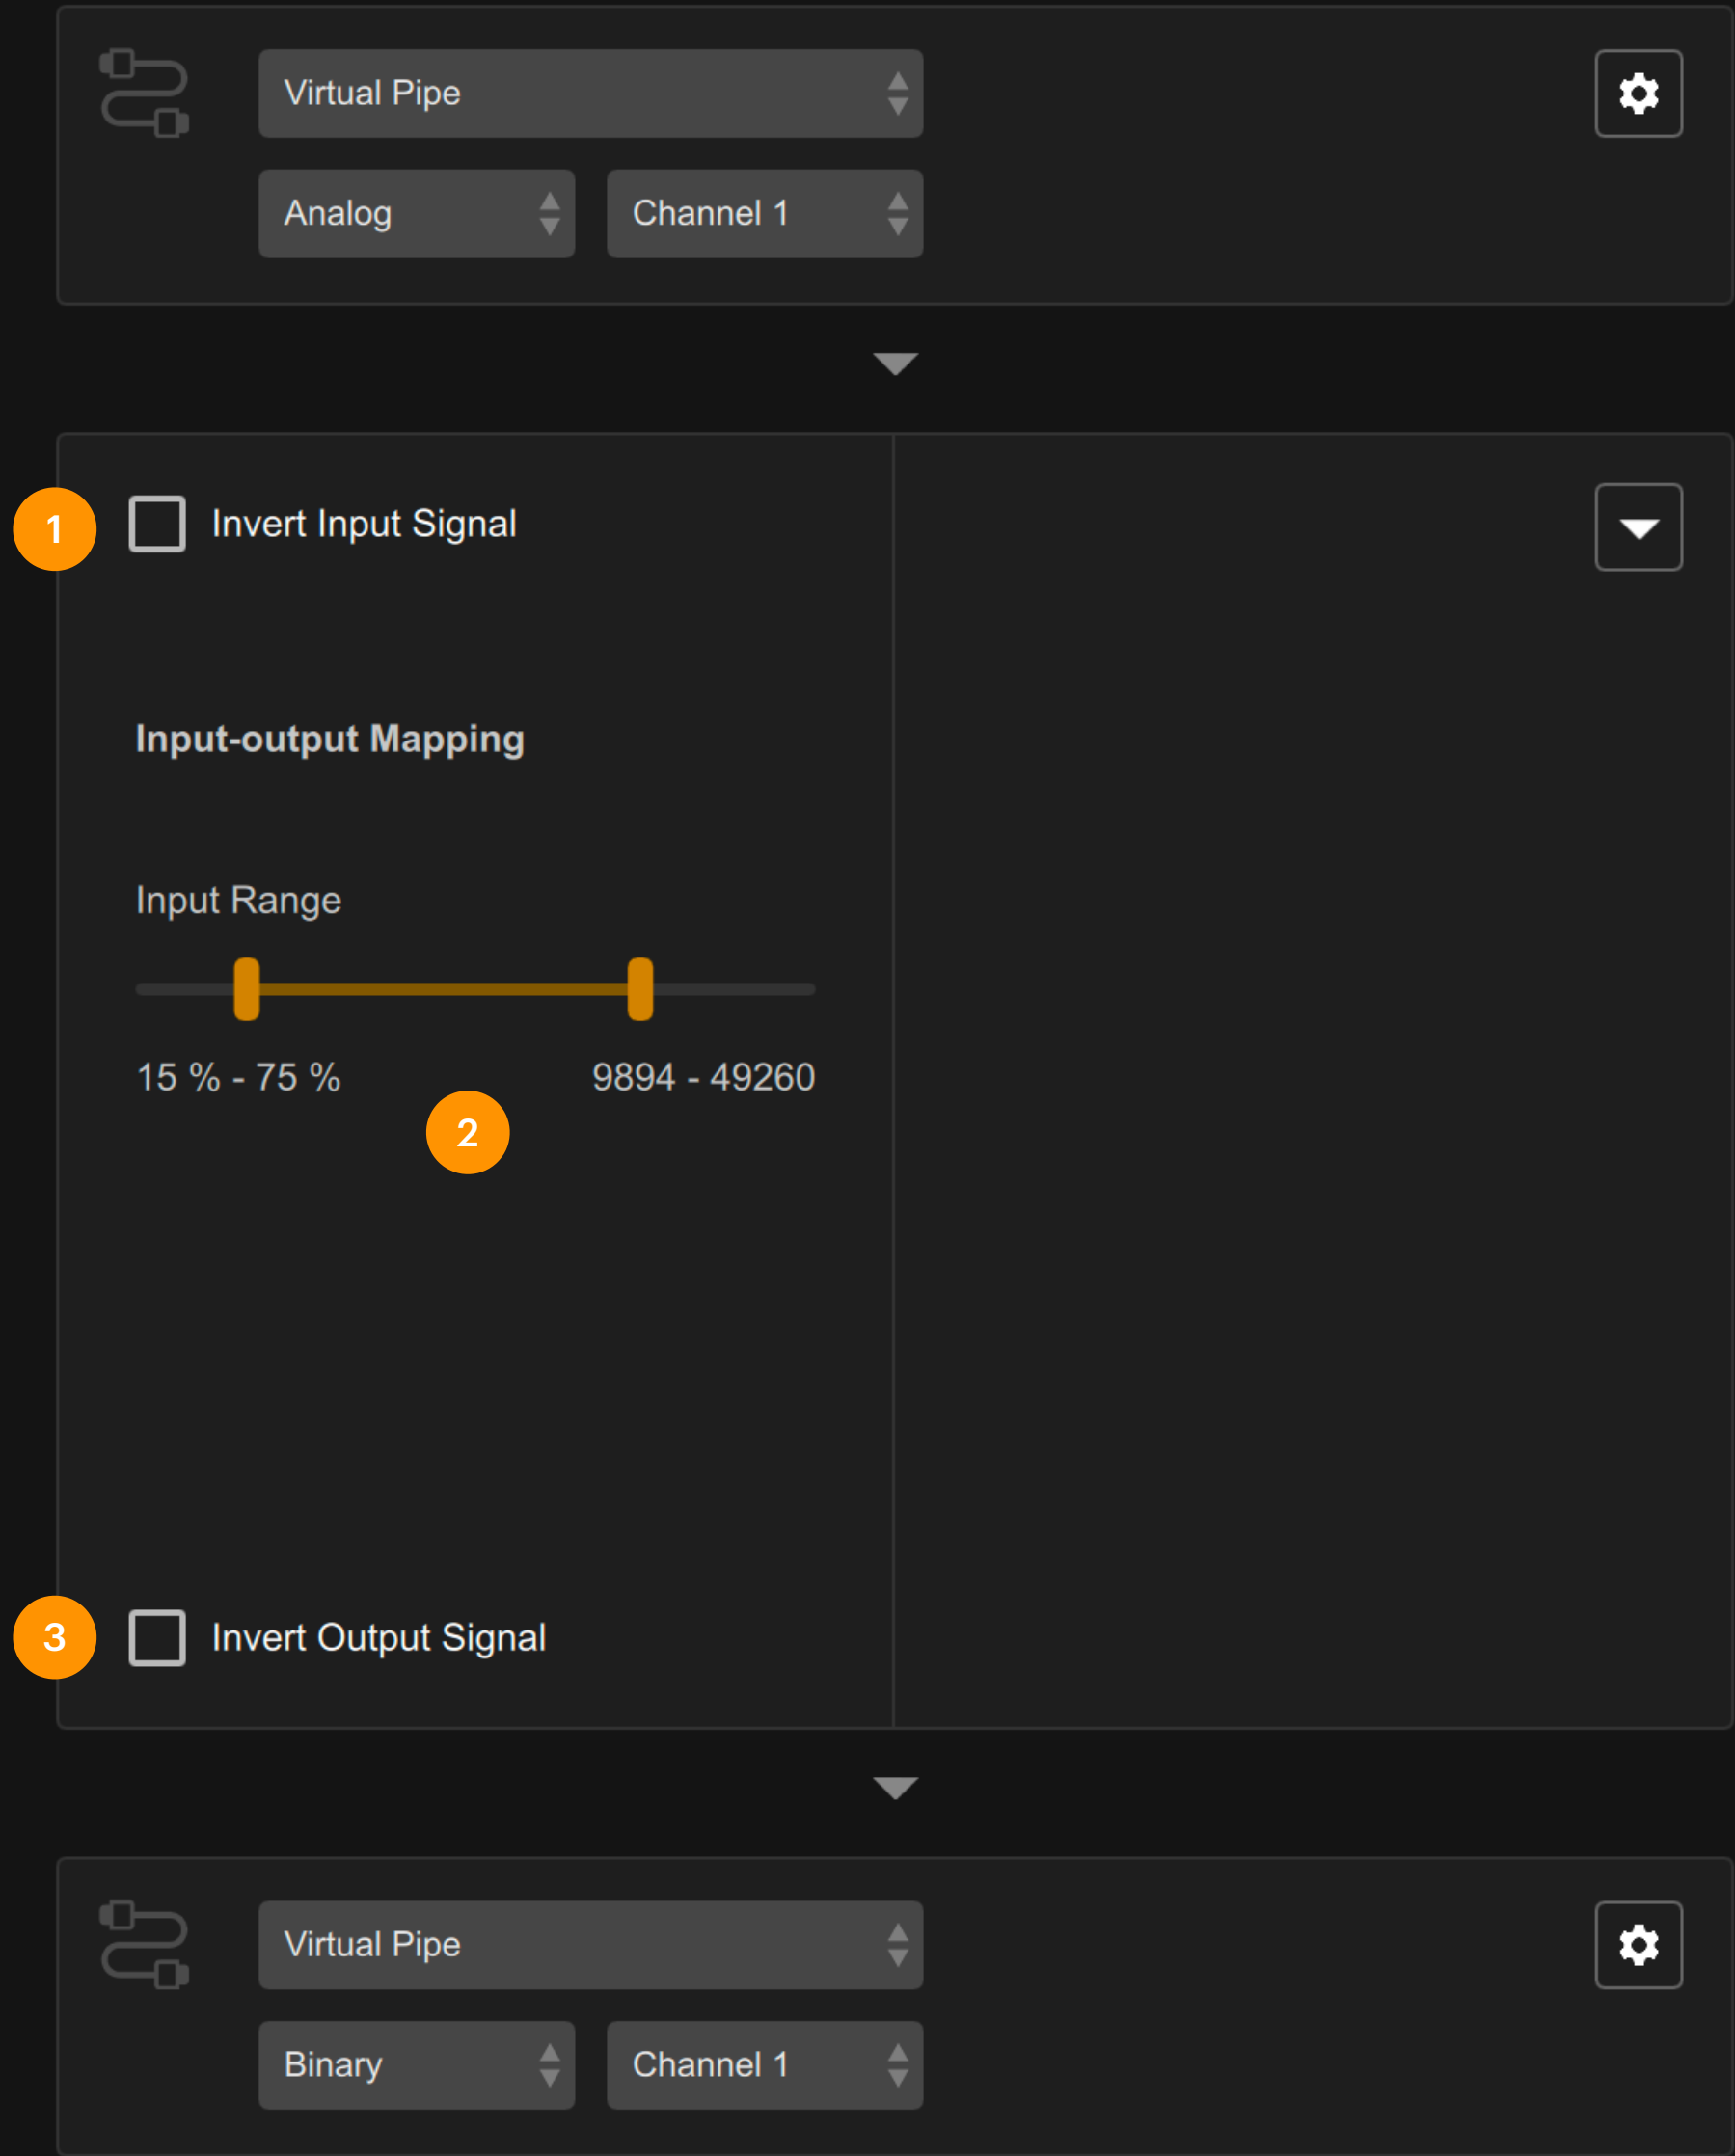 Virtual Pipe
Analog
Channel 1
1
Invert Input Signal
Input-output Mapping
Input Range
15 % - 75 %
9894 - 49260
2
3
Invert Output Signal
Virtual Pipe
Binary
Channel 1